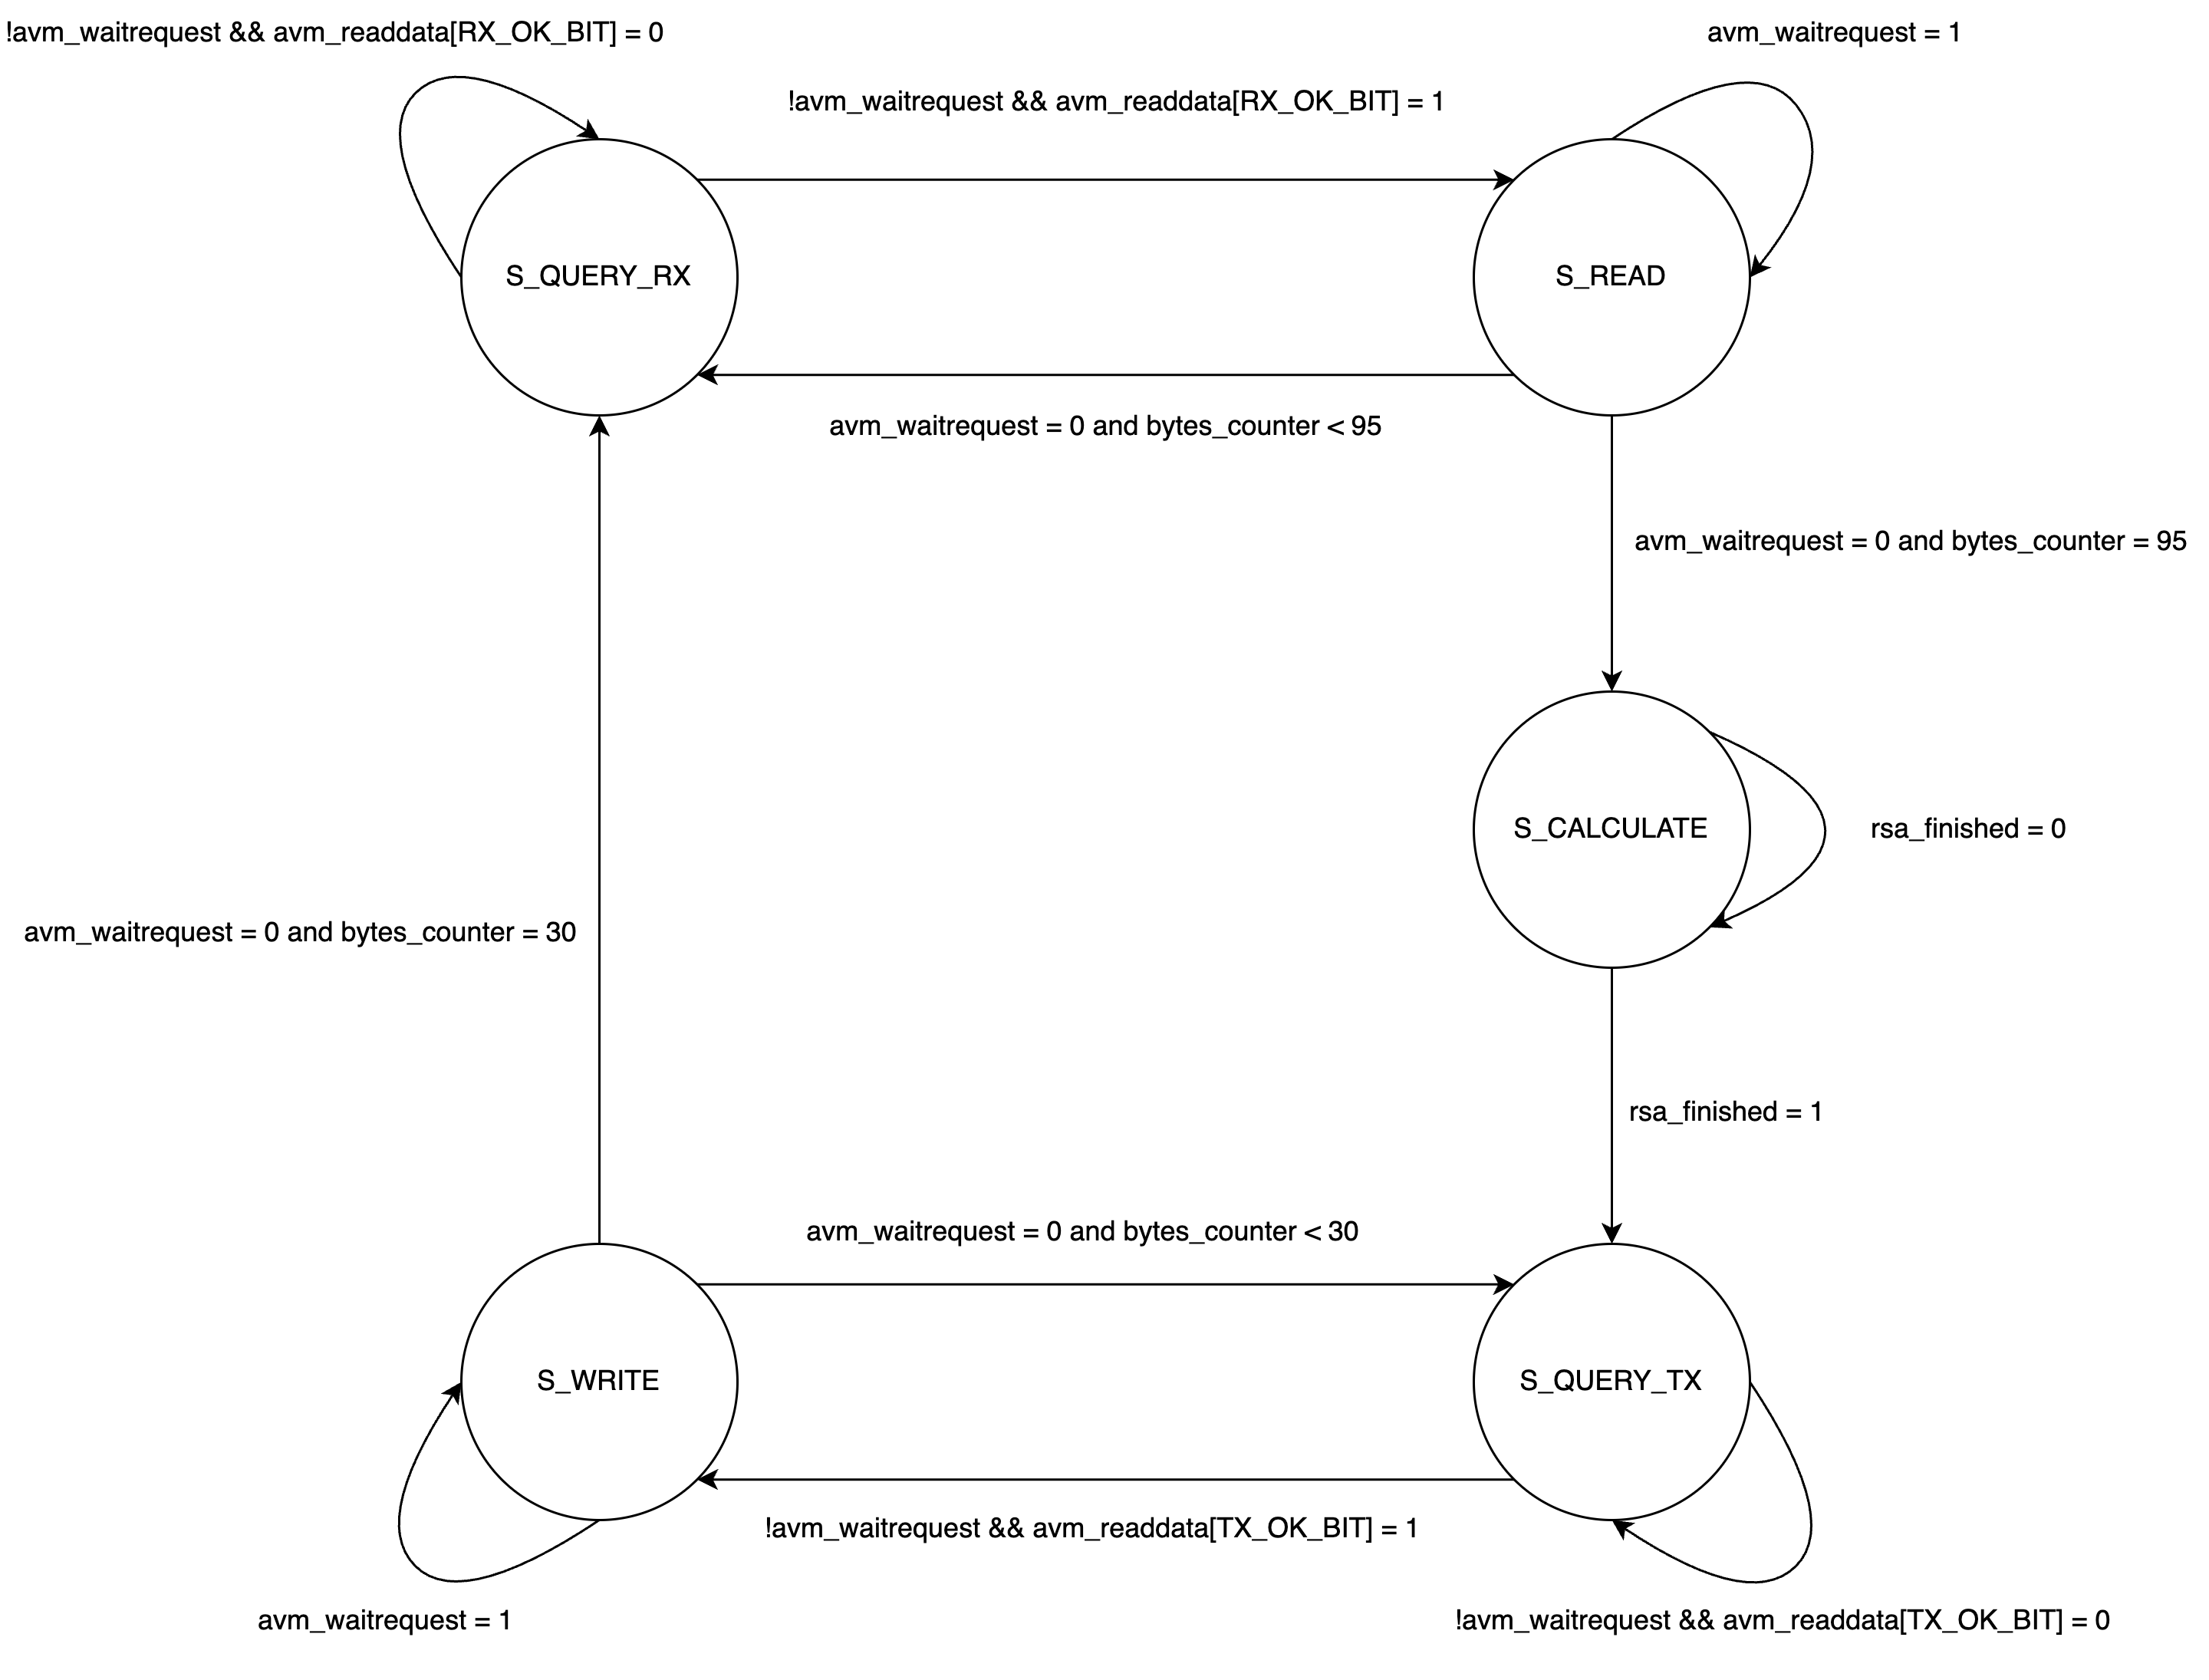 !avm_waitrequest && avm_readdata[RX_OK_BIT] = 0
avm_waitrequest = 1
!avm_waitrequest && avm_readdata[RX_OK_BIT] = 1
S_QUERY_RX
S_READ
avm_waitrequest = 0 and bytes_counter < 95
avm_waitrequest = 0 and bytes_counter = 95
S_CALCULATE
rsa_finished = 0
avm_waitrequest = 0 and bytes_counter = 30
rsa_finished = 1
avm_waitrequest = 0 and bytes_counter < 30
S_WRITE
S_QUERY_TX
!avm_waitrequest && avm_readdata[TX_OK_BIT] = 1
avm_waitrequest = 1
!avm_waitrequest && avm_readdata[TX_OK_BIT] = 0